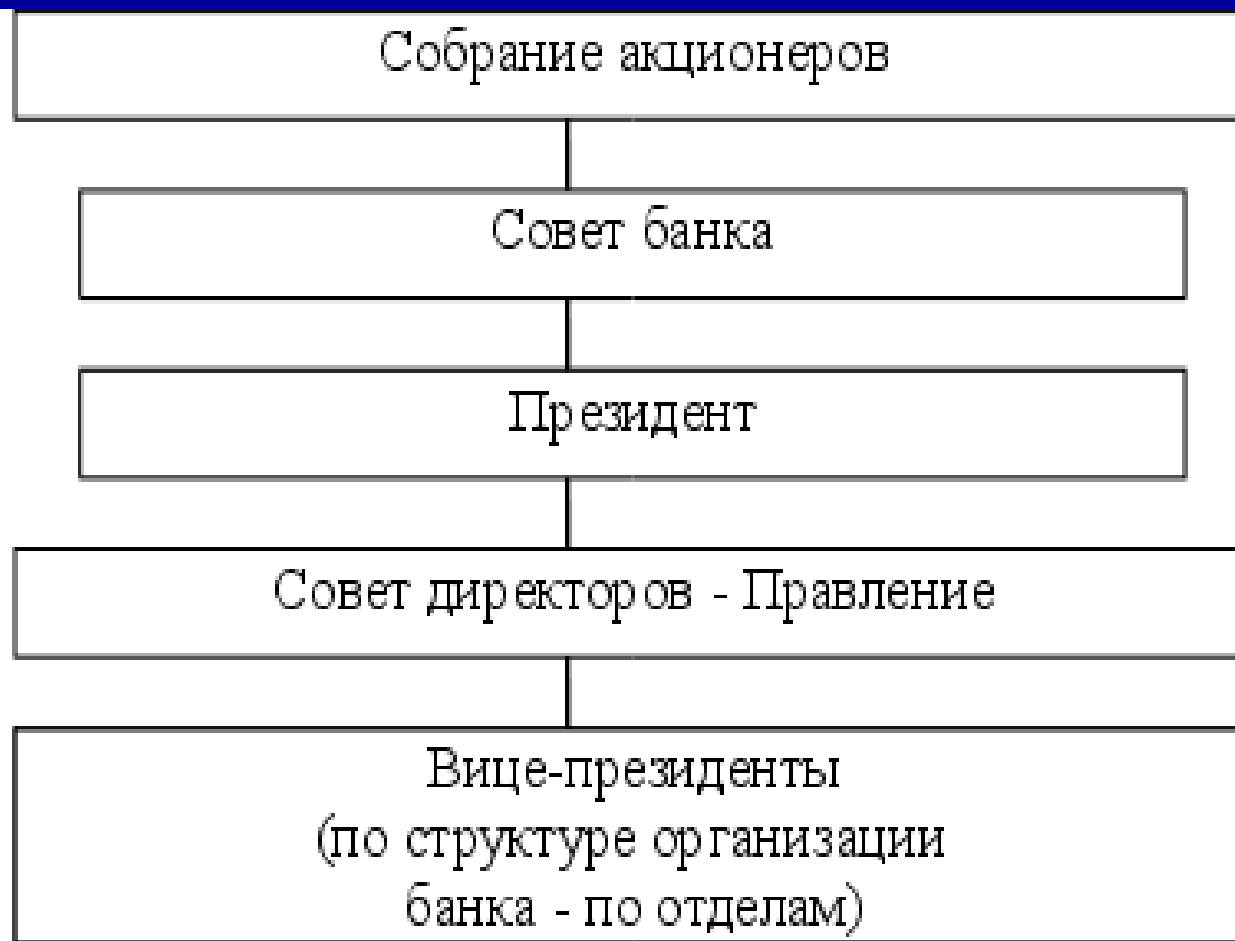 Собрание акционеров
Совет банка
Президент
Совет директоров - Правление
Вице-президенты
(по структуре организации
банка - по отделам)